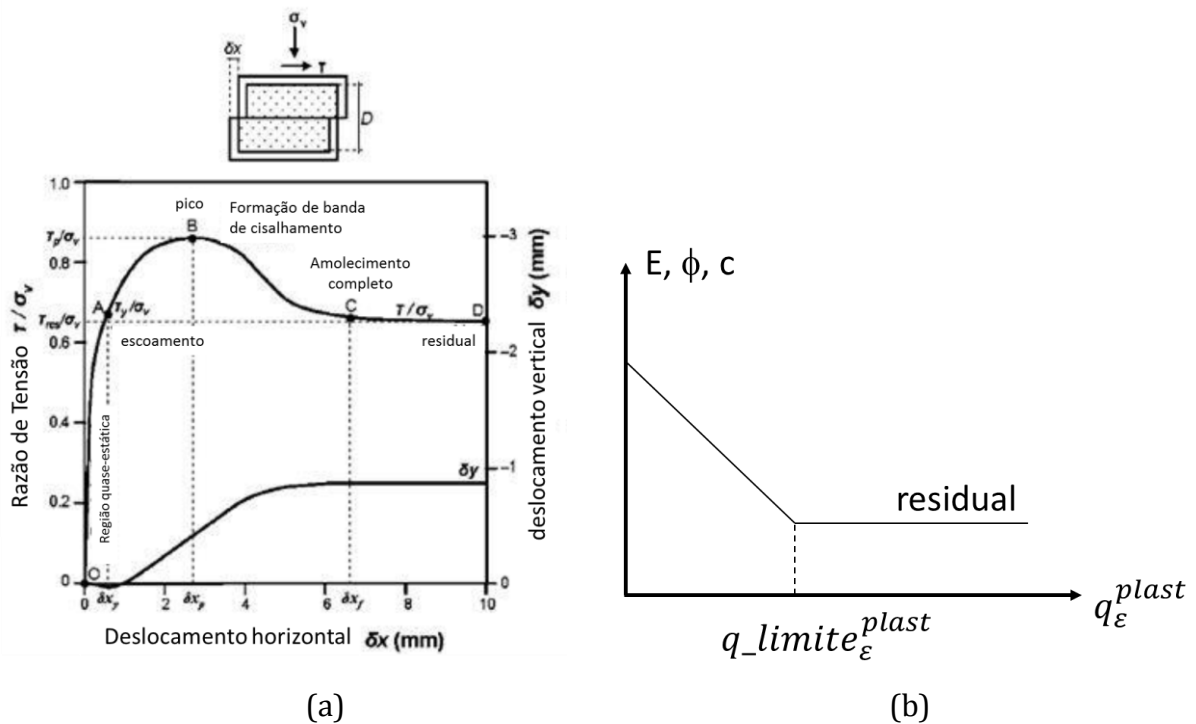 σᵥ
δx
T
D
1.0
pico
Formação de banda
de cisalhamento
B
τₚ/σᵥ
-3
0.8
Amolecimento
completo
A
τᵧ/σᵥ
C
τ/σᵥ
D
τres/σᵥ
escoamento
residual
0.6
-2
0.4
Região quase-estática
-1
δy
0.2
O
0
0
0
δxᵧ
2
δxₚ
4
6
δx_f
8
10
Razão de Tensão τ/σᵥ
deslocamento vertical δy (mm)
Deslocamento horizontal δx (mm)
(a)
E, ϕ, c
residual
q_ε^plast
q_limite_ε^plast
(b)